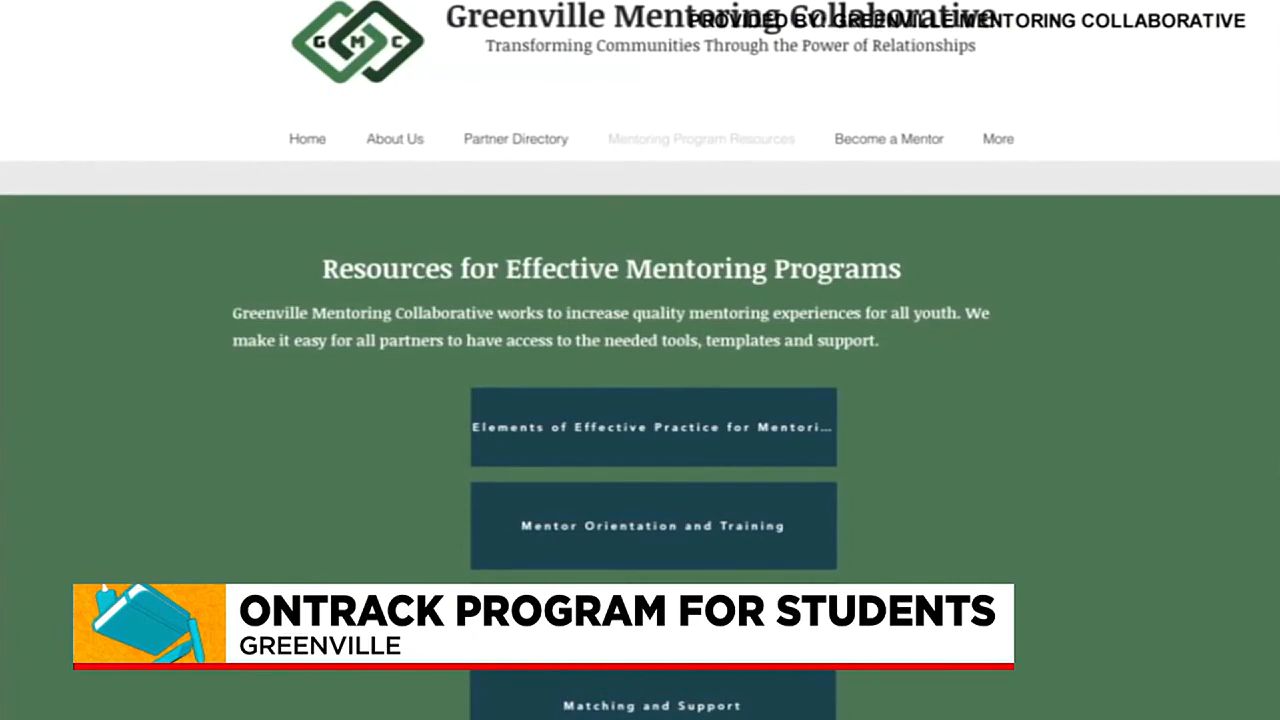 Greenville Mentoring Collaborative
PROVIDED BY: GREENVILLE MENTORING COLLABORATIVE
Transforming Communities Through the Power of Relationships
G M C
Home About Us Partner Directory Mentoring Program Resources Become a Mentor More
Resources for Effective Mentoring Programs
Greenville Mentoring Collaborative works to increase quality mentoring experiences for all youth. We
make it easy for all partners to have access to the needed tools, templates and support.
Elements of Effective Practice for Mentori...
Mentor Orientation and Training
ONTRACK PROGRAM FOR STUDENTS
GREENVILLE
Matching and Support